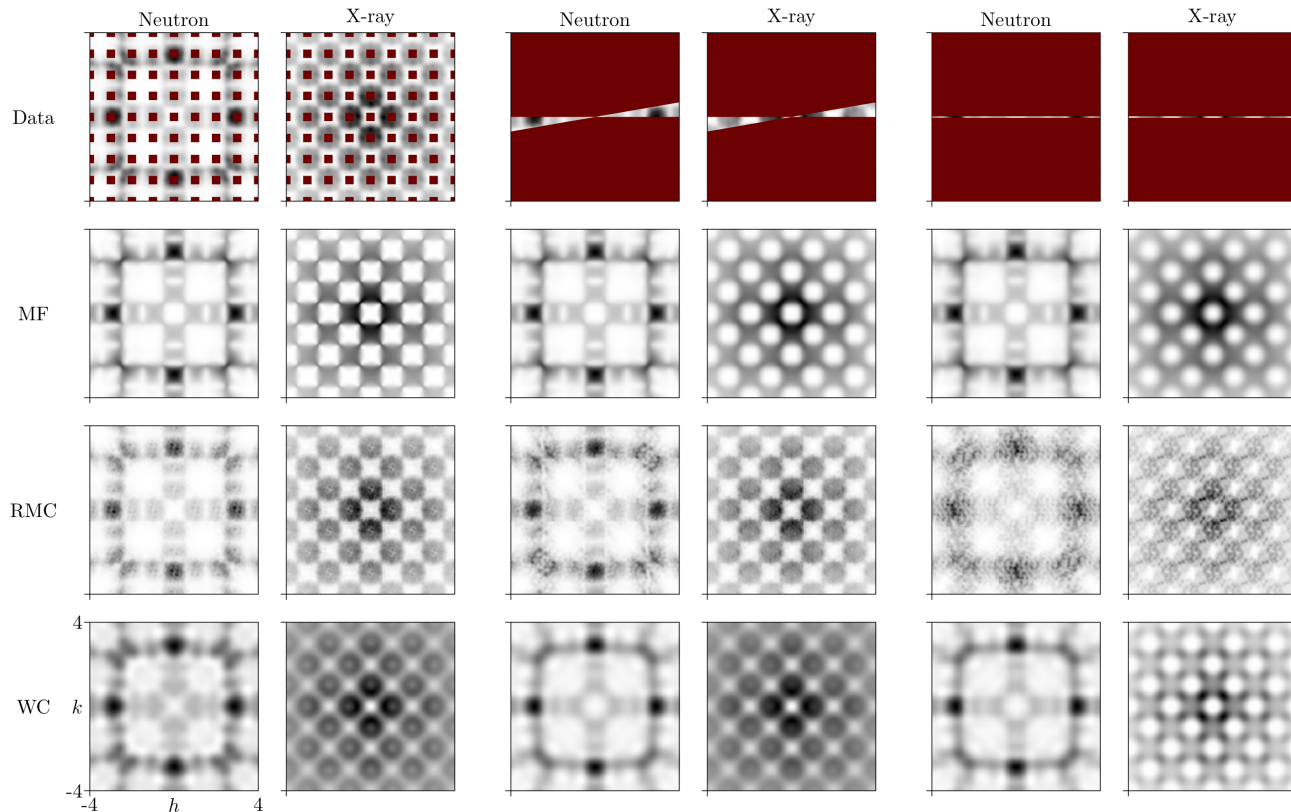 Neutron X-ray Neutron X-ray Neutron X-ray
Data
MF
RMC
4
WC k
-4
-4 h 4